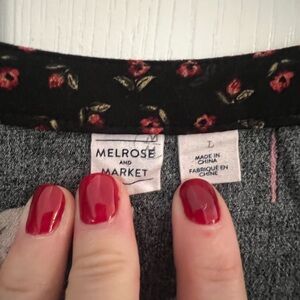 MELROSE
AND
MARKET
L
MADE IN
CHINA
FABRIQUÉ EN
CHINE